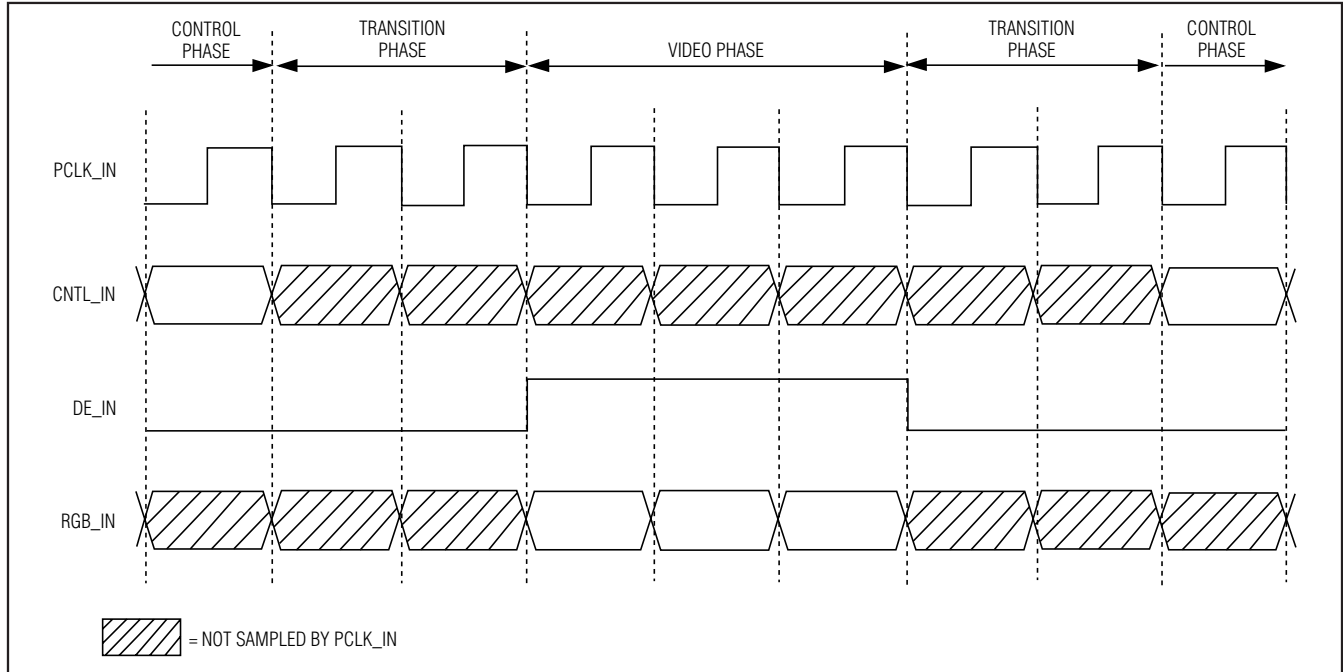 CONTROL
PHASE
TRANSITION
PHASE
VIDEO PHASE
TRANSITION
PHASE
CONTROL
PHASE
PCLK_IN
CNTL_IN
DE_IN
RGB_IN
= NOT SAMPLED BY PCLK_IN